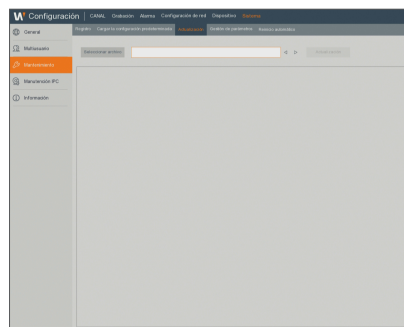 Configuración | CANAL Grabación Alarma Configuración de red Dispositivo Sistema
Registro Cargar la configuración predeterminada Actualización Gestión de parámetros Reinicio automático
General
Multiusuario
Mantenimiento
Manutención IPC
Información
Seleccionar archivo